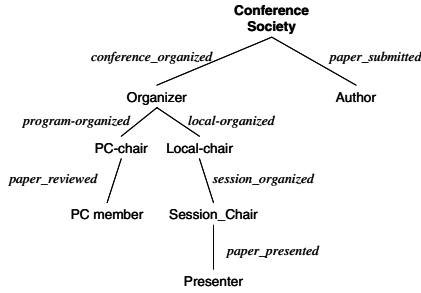 Conference
Society
conference_organized
paper_submitted
Organizer
Author
program-organized
local-organized
PC-chair
Local-chair
paper_reviewed
session_organized
PC member
Session_Chair
paper_presented
Presenter